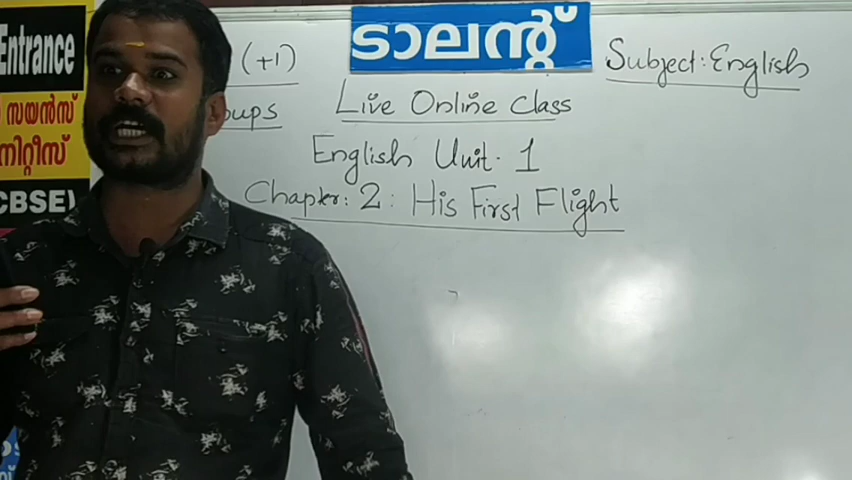 Entrance
സയൻസ്
CBSE)
(+1)
ടാലന്റ്
Subject: English
oups
Live Online Class
English Unit. 1
Chapter: 2: His First Flight